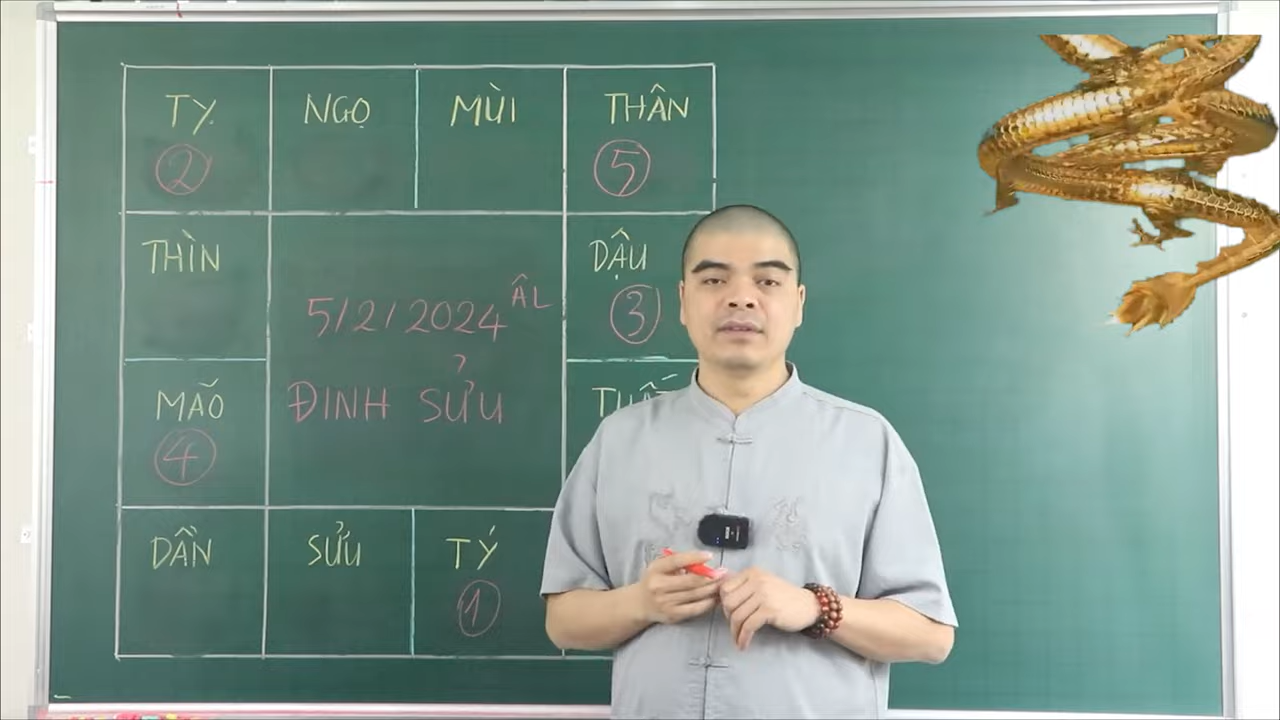 TỴ NGỌ MÙI THÂN
② ⑤
THÌN DẬU
5/2/2024 ÂL ③
?
MÃO ĐINH SỬU
④
DẦN SỬU TÝ
①